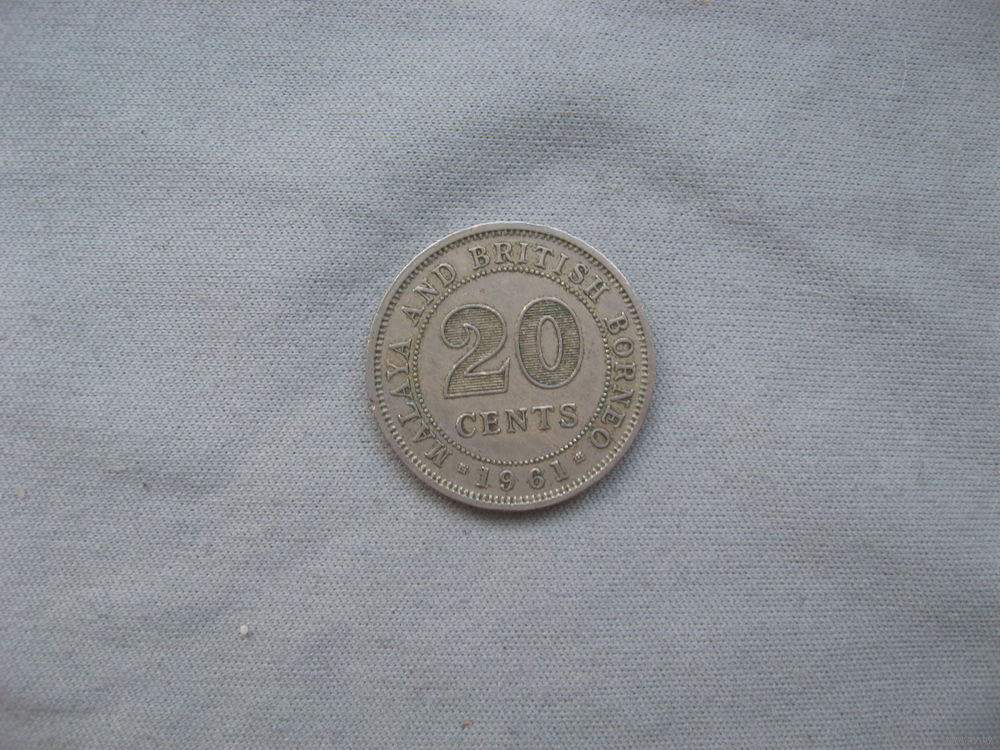 MALAYA AND BRITISH BORNEO
20
CENTS
1961